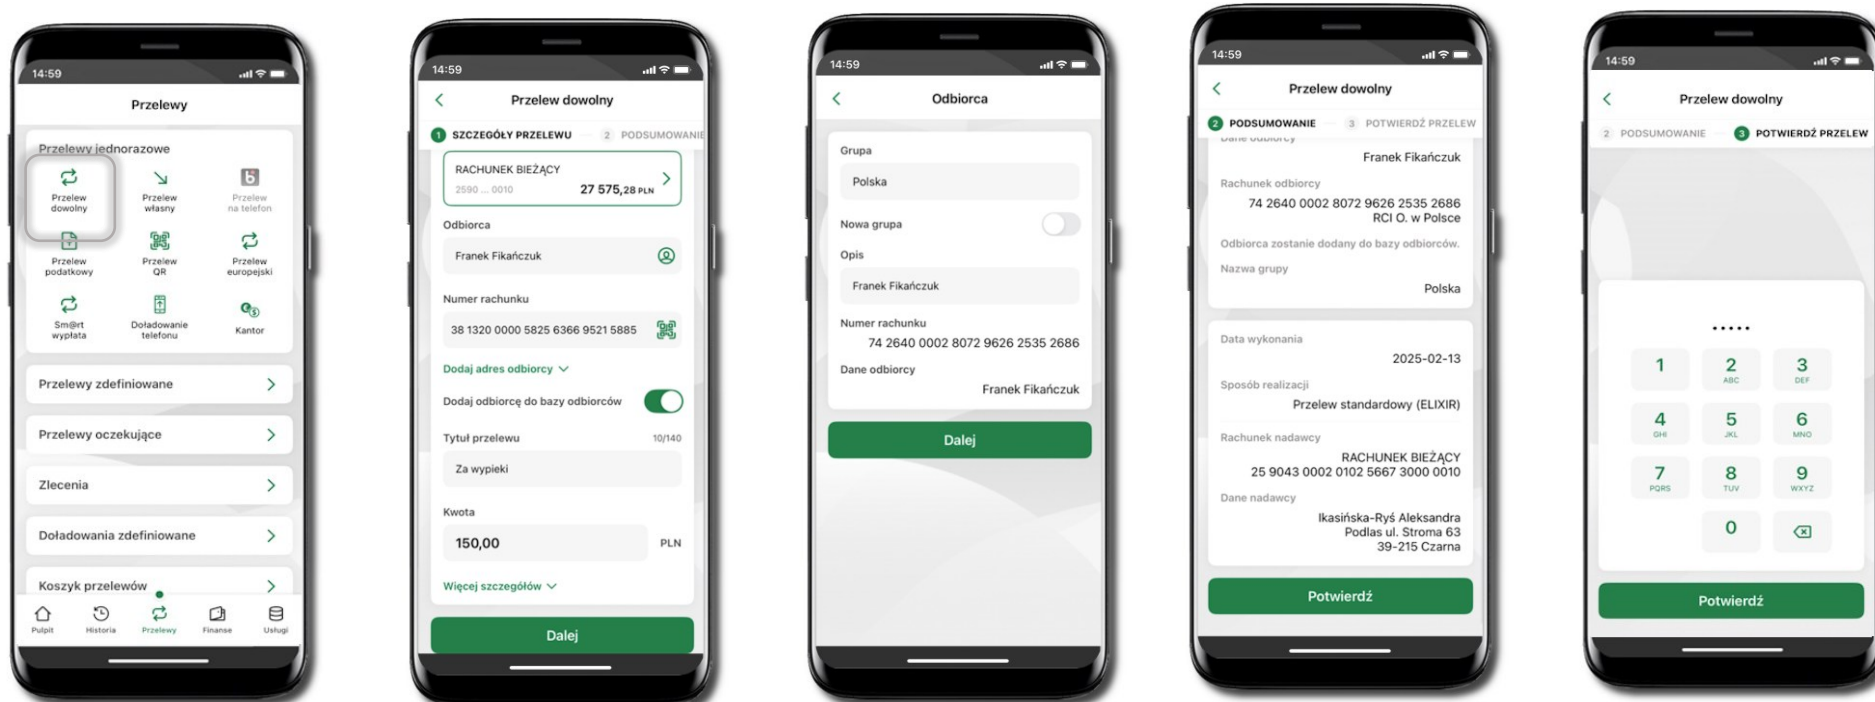 14:59
Przelewy
Przelewy jednorazowe
Przelew dowolny
Przelew własny
Przelew na telefon
Przelew podatkowy
Przelew QR
Przelew europejski
Sm@rt wypłata
Doładowanie telefonu
Kantor
Przelewy zdefiniowane
Przelewy oczekujące
Zlecenia
Doładowania zdefiniowane
Koszyk przelewów
Pulpit Historia Przelewy Finanse Usługi
14:59
Przelew dowolny
1 SZCZEGÓŁY PRZELEWU 2 PODSUMOWANIE
RACHUNEK BIEŻĄCY
2590 ... 0010 27 575,28 PLN
Odbiorca
Franek Fikańczuk
Numer rachunku
38 1320 0000 5825 6366 9521 5885
Dodaj adres odbiorcy
Dodaj odbiorcę do bazy odbiorców
Tytuł przelewu 10/140
Za wypieki
Kwota
150,00 PLN
Więcej szczegółów
Dalej
14:59
Odbiorca
Grupa
Polska
Nowa grupa
Opis
Franek Fikańczuk
Numer rachunku
74 2640 0002 8072 9626 2535 2686
Dane odbiorcy
Franek Fikańczuk
Dalej
14:59
Przelew dowolny
2 PODSUMOWANIE 3 POTWIERDŹ PRZELEW
Dane odbiorcy
Franek Fikańczuk
Rachunek odbiorcy
74 2640 0002 8072 9626 2535 2686
RCI O. w Polsce
Odbiorca zostanie dodany do bazy odbiorców.
Nazwa grupy
Polska
Data wykonania
2025-02-13
Sposób realizacji
Przelew standardowy (ELIXIR)
Rachunek nadawcy
RACHUNEK BIEŻĄCY
25 9043 0002 0102 5667 3000 0010
Dane nadawcy
Ikasińska-Ryś Aleksandra
Podlas ul. Stroma 63
39-215 Czarna
Potwierdź
14:59
Przelew dowolny
2 PODSUMOWANIE 3 POTWIERDŹ PRZELEW
1 2 3
ABC DEF
4 5 6
GHI JKL MNO
7 8 9
PQRS TUV WXYZ
0
Potwierdź